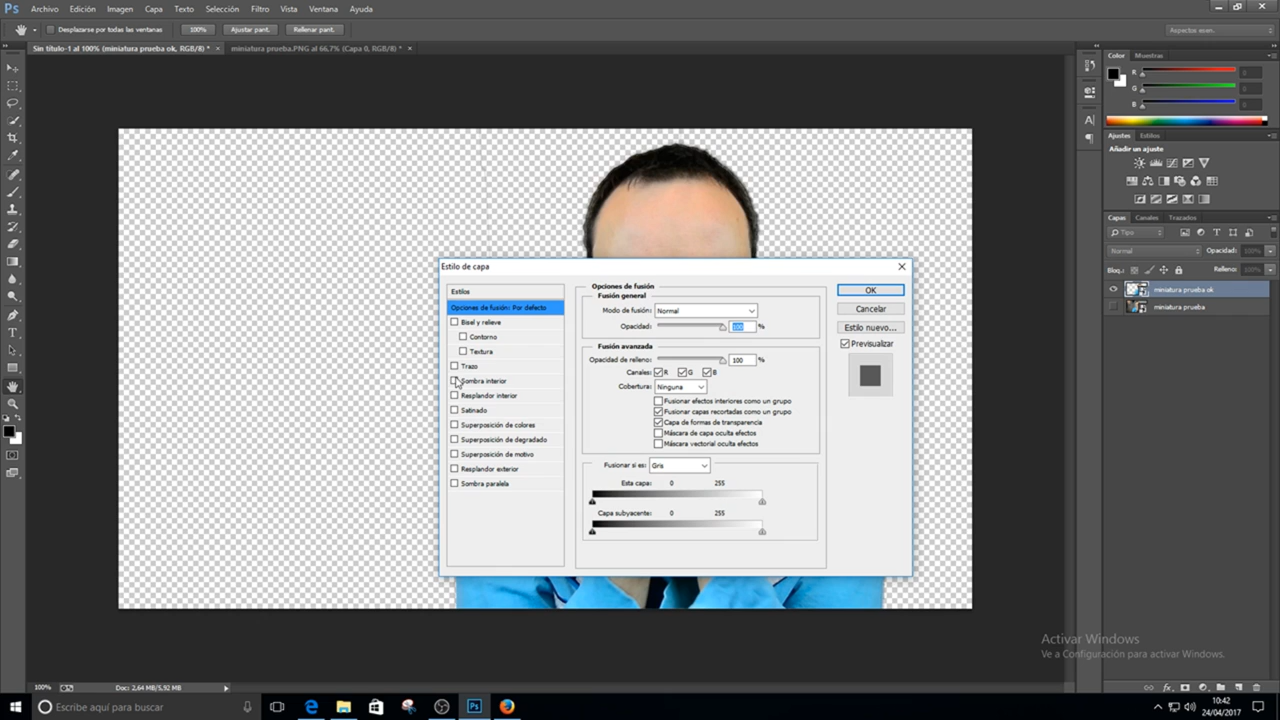 Ps Archivo Edición Imagen Capa Texto Selección Filtro Vista Ventana Ayuda
Desplazarse por todas las ventanas 100% Ajustar pant. Rellenar pant. Aspectos esen.
Sin título-1 al 100% (miniatura prueba ok, RGB/8) * × miniatura prueba.PNG al 66,7% (Capa 0, RGB/8) * ×
Color Muestras
R 0
G 0
B 0
Ajustes Estilos
Añadir un ajuste
Capas Canales Trazados
Tipo
Normal Opacidad: 100%
Bloq.: Relleno: 100%
miniatura prueba ok
miniatura prueba
Estilo de capa
Estilos
Opciones de fusión: Por defecto
Bisel y relieve
Contorno
Textura
Trazo
Sombra interior
Resplandor interior
Satinado
Superposición de colores
Superposición de degradado
Superposición de motivo
Resplandor exterior
Sombra paralela
Opciones de fusión
Fusión general
Modo de fusión: Normal
Opacidad: 100 %
Fusión avanzada
Opacidad de relleno: 100 %
Canales: R G B
Cobertura: Ninguna
Fusionar efectos interiores como un grupo
Fusionar capas recortadas como un grupo
Capa de formas de transparencia
Máscara de capa oculta efectos
Máscara vectorial oculta efectos
Fusionar si es: Gris
Esta capa: 0 255
Capa subyacente: 0 255
OK
Cancelar
Estilo nuevo...
Previsualizar
Activar Windows
Ve a Configuración para activar Windows.
100% Doc: 2,64 MB/5,92 MB
Escribe aquí para buscar
10:42
24/04/2017